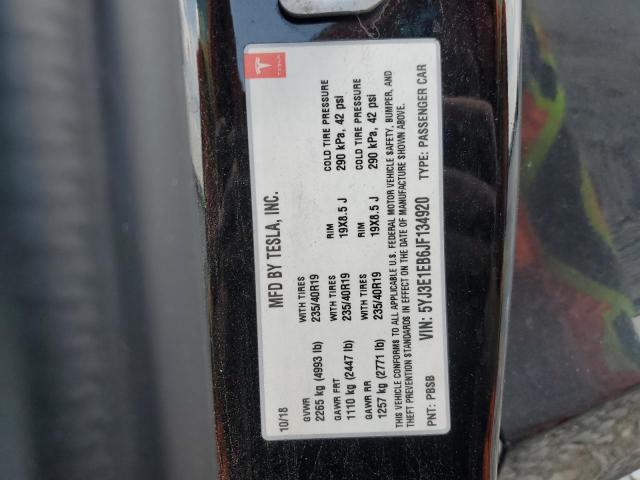 TESLA
10/18
MFD BY TESLA, INC.
GVWR WITH TIRES
2265 kg (4993 lb) 235/40R19
GAWR FRT WITH TIRES RIM COLD TIRE PRESSURE
1110 kg (2447 lb) 235/40R19 19X8.5 J 290 kPa, 42 psi
GAWR RR WITH TIRES RIM COLD TIRE PRESSURE
1257 kg (2771 lb) 235/40R19 19X8.5 J 290 kPa, 42 psi
THIS VEHICLE CONFORMS TO ALL APPLICABLE U.S. FEDERAL MOTOR VEHICLE SAFETY, BUMPER, AND
THEFT PREVENTION STANDARDS IN EFFECT ON THE DATE OF MANUFACTURE SHOWN ABOVE.
PNT: PBSB VIN: 5YJ3E1EB6JF134920 TYPE: PASSENGER CAR